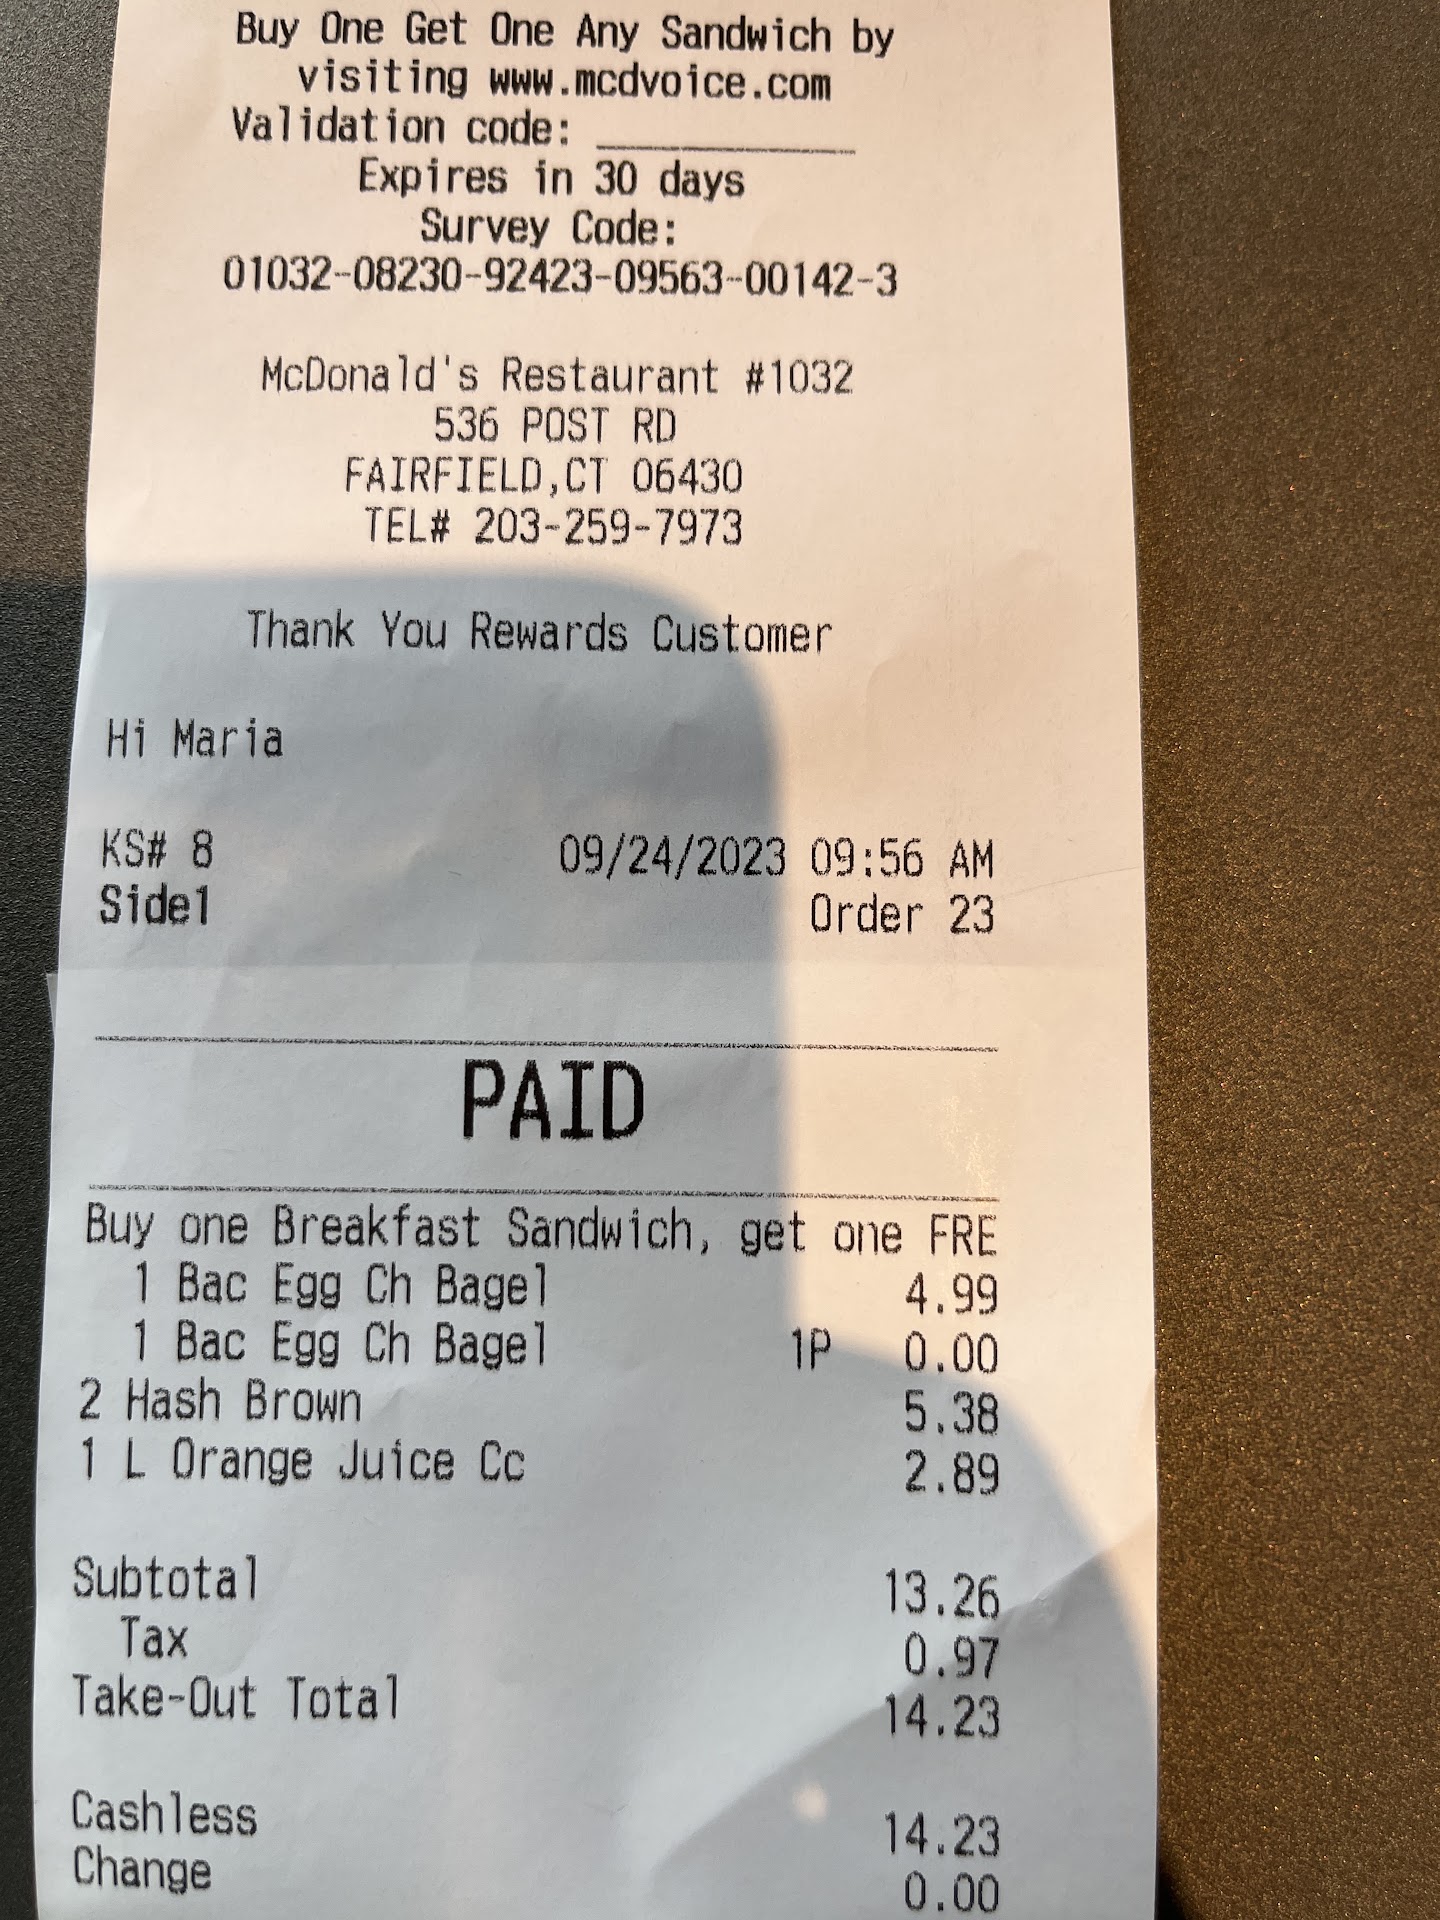 Buy One Get One Any Sandwich by
visiting www.mcdvoice.com
Validation code: ___________
Expires in 30 days
Survey Code:
01032-08230-92423-09563-00142-3
McDonald's Restaurant #1032
536 POST RD
FAIRFIELD,CT 06430
TEL# 203-259-7973
Thank You Rewards Customer
Hi Maria
KS# 8 09/24/2023 09:56 AM
Side1 Order 23
PAID
Buy one Breakfast Sandwich, get one FRE
1 Bac Egg Ch Bagel 4.99
1 Bac Egg Ch Bagel 1P 0.00
2 Hash Brown 5.38
1 L Orange Juice Cc 2.89
Subtotal 13.26
Tax 0.97
Take-Out Total 14.23
Cashless 14.23
Change 0.00